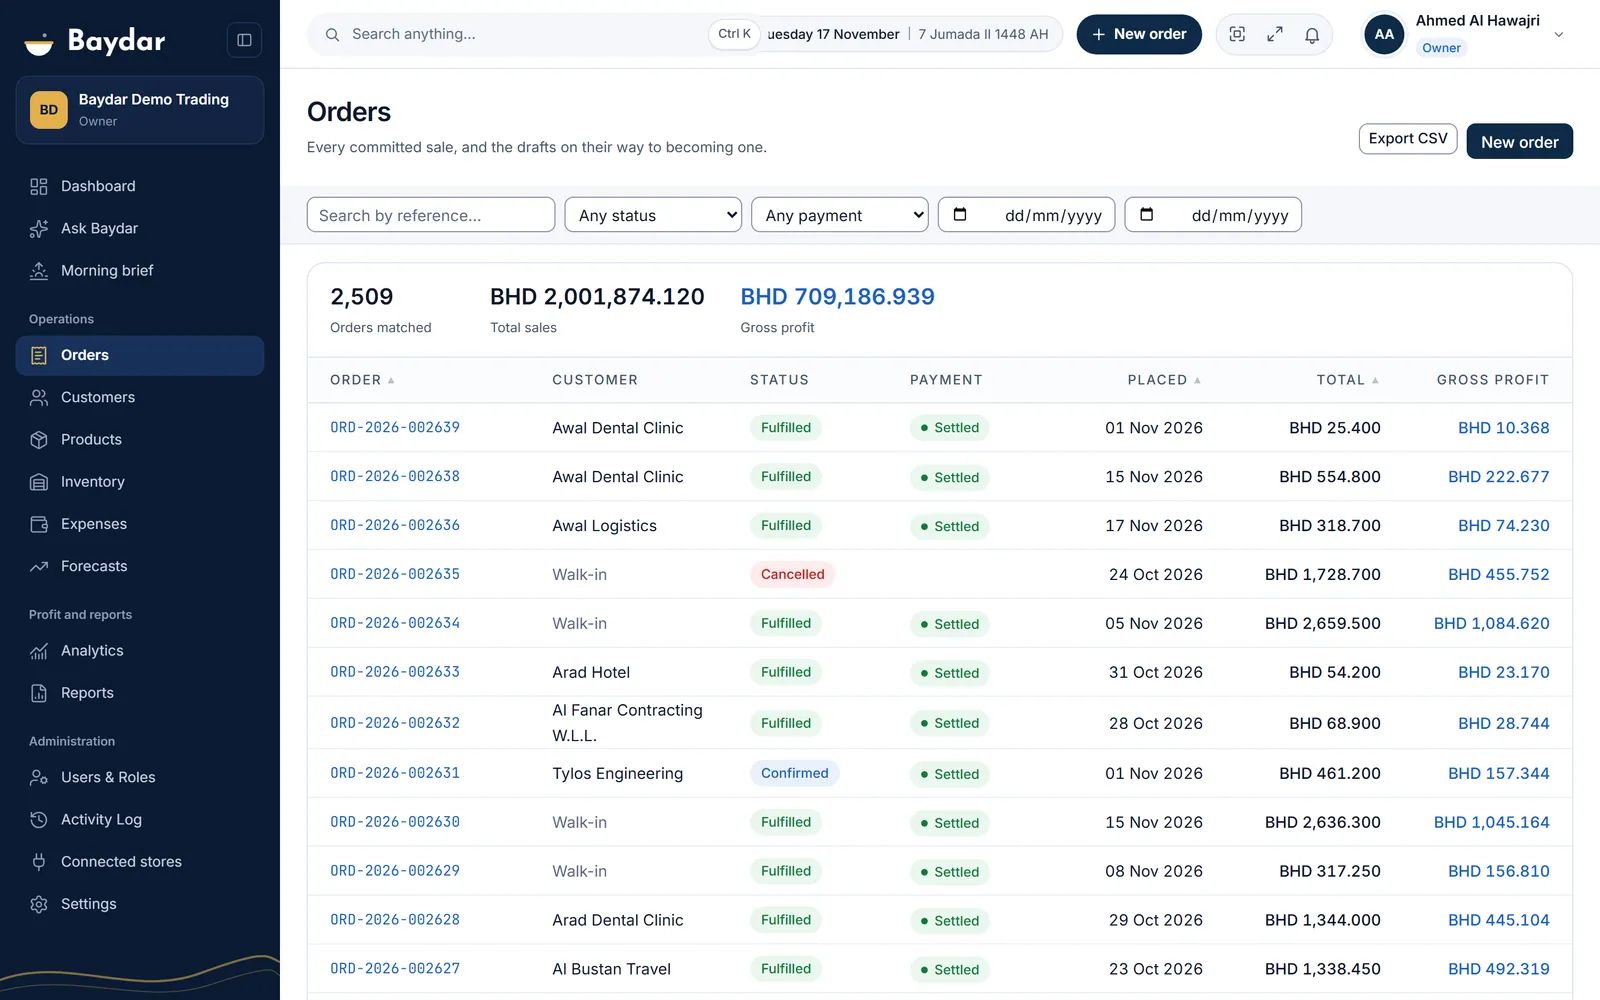 Baydar
BD
Baydar Demo Trading
Owner
Dashboard
Ask Baydar
Morning brief
Operations
Orders
Customers
Products
Inventory
Expenses
Forecasts
Profit and reports
Analytics
Reports
Administration
Users & Roles
Activity Log
Connected stores
Settings
Search anything...
Ctrl K
uesday 17 November | 7 Jumada II 1448 AH
+ New order
AA
Ahmed Al Hawajri
Owner
Orders
Every committed sale, and the drafts on their way to becoming one.
Export CSV
New order
Search by reference...
Any status
Any payment
dd/mm/yyyy
dd/mm/yyyy
2,509
Orders matched
BHD 2,001,874.120
Total sales
BHD 709,186.939
Gross profit
ORDER ▲ CUSTOMER STATUS PAYMENT PLACED ▲ TOTAL ▲ GROSS PROFIT
ORD-2026-002639 Awal Dental Clinic Fulfilled Settled 01 Nov 2026 BHD 25.400 BHD 10.368
ORD-2026-002638 Awal Dental Clinic Fulfilled Settled 15 Nov 2026 BHD 554.800 BHD 222.677
ORD-2026-002636 Awal Logistics Fulfilled Settled 17 Nov 2026 BHD 318.700 BHD 74.230
ORD-2026-002635 Walk-in Cancelled 24 Oct 2026 BHD 1,728.700 BHD 455.752
ORD-2026-002634 Walk-in Fulfilled Settled 05 Nov 2026 BHD 2,659.500 BHD 1,084.620
ORD-2026-002633 Arad Hotel Fulfilled Settled 31 Oct 2026 BHD 54.200 BHD 23.170
ORD-2026-002632 Al Fanar Contracting W.L.L. Fulfilled Settled 28 Oct 2026 BHD 68.900 BHD 28.744
ORD-2026-002631 Tylos Engineering Confirmed Settled 01 Nov 2026 BHD 461.200 BHD 157.344
ORD-2026-002630 Walk-in Fulfilled Settled 15 Nov 2026 BHD 2,636.300 BHD 1,045.164
ORD-2026-002629 Walk-in Fulfilled Settled 08 Nov 2026 BHD 317.250 BHD 156.810
ORD-2026-002628 Arad Dental Clinic Fulfilled Settled 29 Oct 2026 BHD 1,344.000 BHD 445.104
ORD-2026-002627 Al Bustan Travel Fulfilled Settled 23 Oct 2026 BHD 1,338.450 BHD 492.319